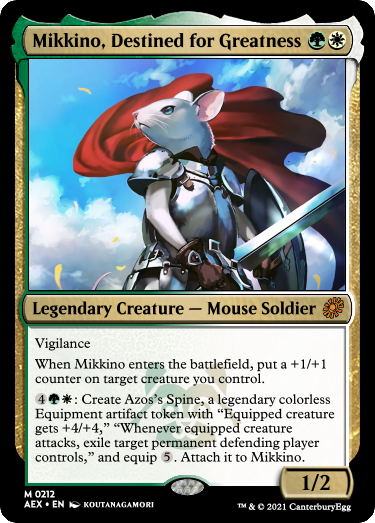 Mikkino, Destined for Greatness
Legendary Creature — Mouse Soldier
Vigilance
When Mikkino enters the battlefield, put a +1/+1
counter on target creature you control.
4: Create Azos's Spine, a legendary colorless
Equipment artifact token with “Equipped creature
gets +4/+4,” “Whenever equipped creature
attacks, exile target permanent defending player
controls,” and equip 5. Attach it to Mikkino.
1/2
M 0212
AEX • EN KOUTANAGAMORI
™ & © 2021 CanterburyEgg